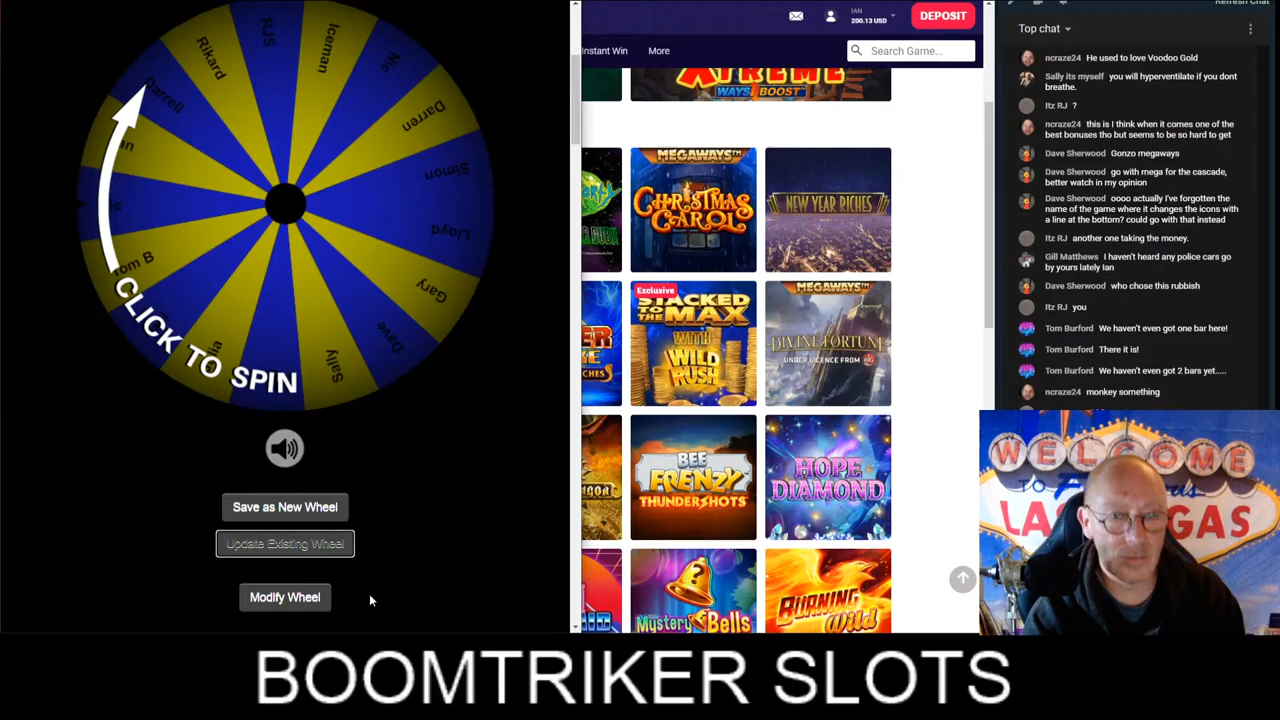 RJS
Iceman
Nic
Rikard
Darren
Simon
Lloyd
Gary
Dave
Sally
Tom B
CLICK TO SPIN
Save as New Wheel
Update Existing Wheel
Modify Wheel
IAN
200.13 USD
DEPOSIT
Instant Win
More
Search Game...
XTREME
WAYS BOOST™
MEGAWAYS™
CHRISTMAS
CAROL
NEW YEAR RICHES
Exclusive
STACKED
TO THE
MAX
WITH
WILD
RUSH
MEGAWAYS™
DIVINE FORTUNE
UNDER LICENCE FROM BIG
BEE
FRENZY
THUNDERSHOTS
HOPE
DIAMOND
?
Mystery Bells
BURNING
Wild
Refresh Chat
Top chat
ncraze24 He used to love Voodoo Gold
Sally its myself you will hyperventilate if you dont
breathe.
Itz RJ ?
ncraze24 this is I think when it comes one of the
best bonuses tho but seems to be so hard to get
Dave Sherwood Gonzo megaways
Dave Sherwood go with mega for the cascade,
better watch in my opinion
Dave Sherwood oooo actually I've forgotten the
name of the game where it changes the icons with
a line at the bottom? could go with that instead
Itz RJ another one taking the money.
Gill Matthews I haven't heard any police cars go
by yours lately Ian
Dave Sherwood who chose this rubbish
Itz RJ you
Tom Burford We haven't even got one bar here!
Tom Burford There it is!
Tom Burford We haven't even got 2 bars yet.....
ncraze24 monkey something
WELCOME
TO
LAS VEGAS
BOOMTRIKER SLOTS